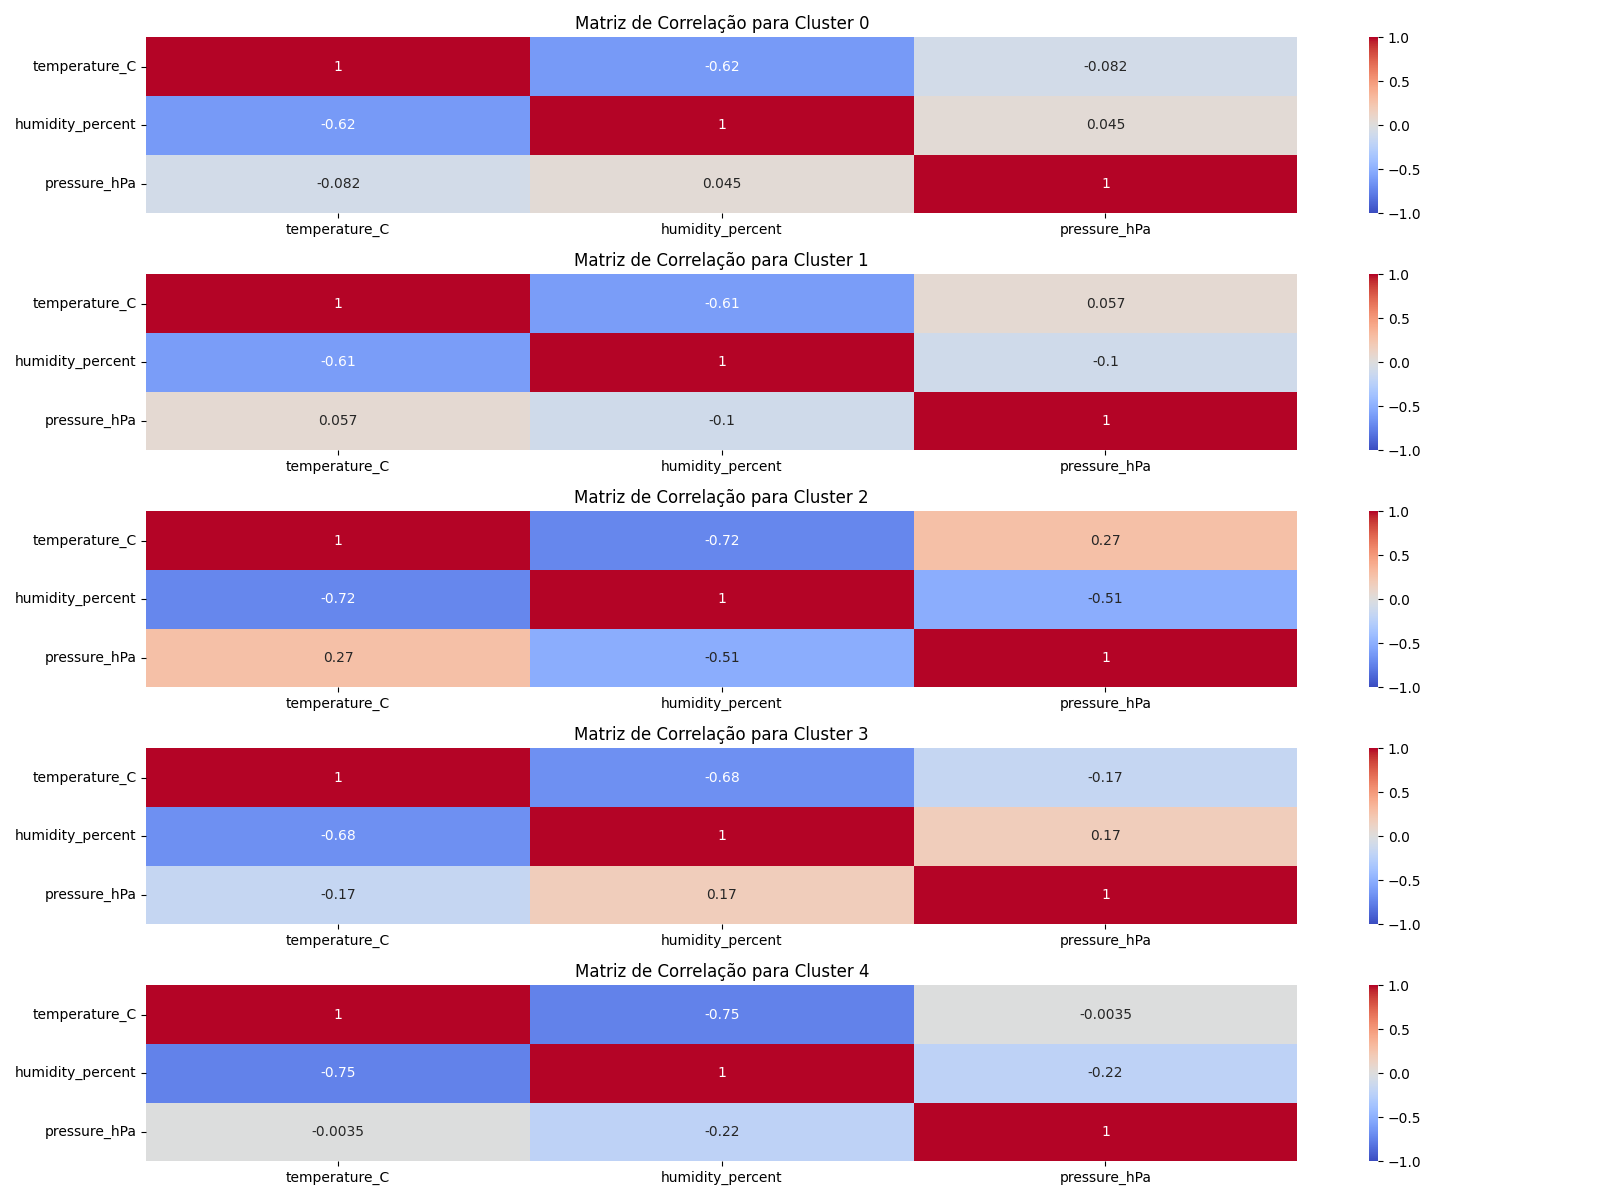 Matriz de Correlação para Cluster 0
temperature_C 1 -0.62 -0.082
humidity_percent -0.62 1 0.045
pressure_hPa -0.082 0.045 1
temperature_C humidity_percent pressure_hPa
1.0
0.5
0.0
−0.5
−1.0
Matriz de Correlação para Cluster 1
temperature_C 1 -0.61 0.057
humidity_percent -0.61 1 -0.1
pressure_hPa 0.057 -0.1 1
temperature_C humidity_percent pressure_hPa
1.0
0.5
0.0
−0.5
−1.0
Matriz de Correlação para Cluster 2
temperature_C 1 -0.72 0.27
humidity_percent -0.72 1 -0.51
pressure_hPa 0.27 -0.51 1
temperature_C humidity_percent pressure_hPa
1.0
0.5
0.0
−0.5
−1.0
Matriz de Correlação para Cluster 3
temperature_C 1 -0.68 -0.17
humidity_percent -0.68 1 0.17
pressure_hPa -0.17 0.17 1
temperature_C humidity_percent pressure_hPa
1.0
0.5
0.0
−0.5
−1.0
Matriz de Correlação para Cluster 4
temperature_C 1 -0.75 -0.0035
humidity_percent -0.75 1 -0.22
pressure_hPa -0.0035 -0.22 1
temperature_C humidity_percent pressure_hPa
1.0
0.5
0.0
−0.5
−1.0